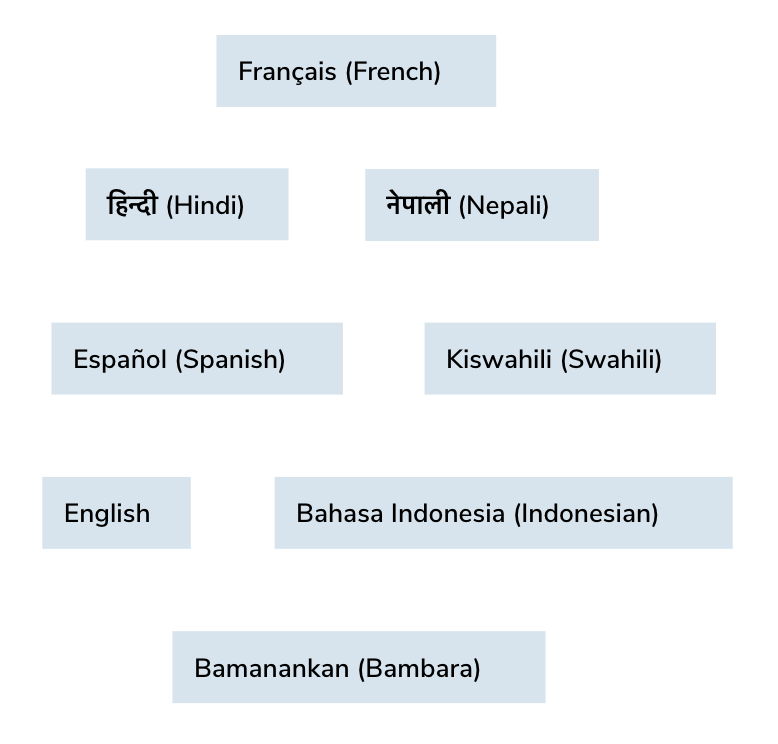 Français (French)
हिन्दी (Hindi)
नेपाली (Nepali)
Español (Spanish)
Kiswahili (Swahili)
English
Bahasa Indonesia (Indonesian)
Bamanankan (Bambara)